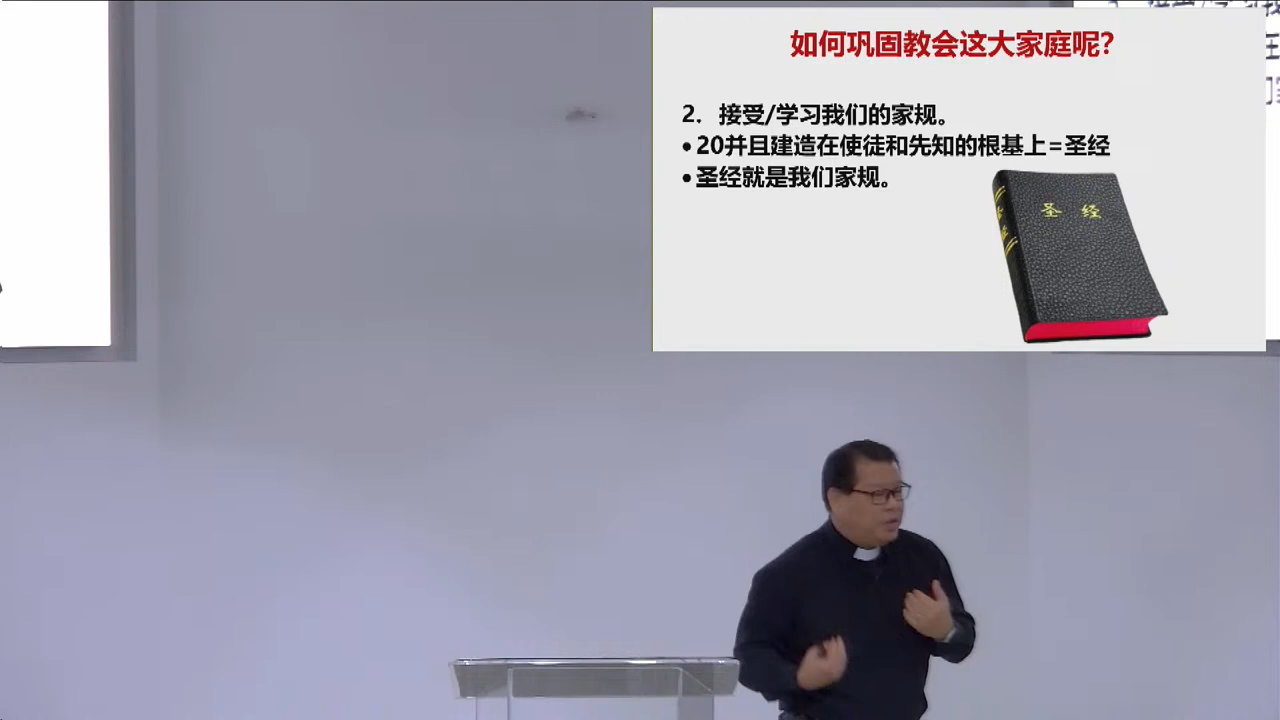 如何巩固教会这大家庭呢?
2. 接受/学习我们的家规。
•20并且建造在使徒和先知的根基上=圣经
•圣经就是我们家规。
圣 经